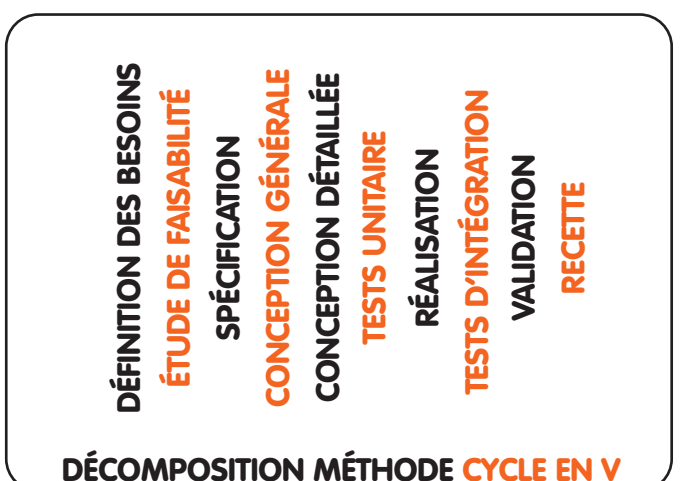 DÉFINITION DES BESOINS
ÉTUDE DE FAISABILITÉ
SPÉCIFICATION
CONCEPTION GÉNÉRALE
CONCEPTION DÉTAILLÉE
TESTS UNITAIRE
RÉALISATION
TESTS D'INTÉGRATION
VALIDATION
RECETTE
DÉCOMPOSITION MÉTHODE CYCLE EN V